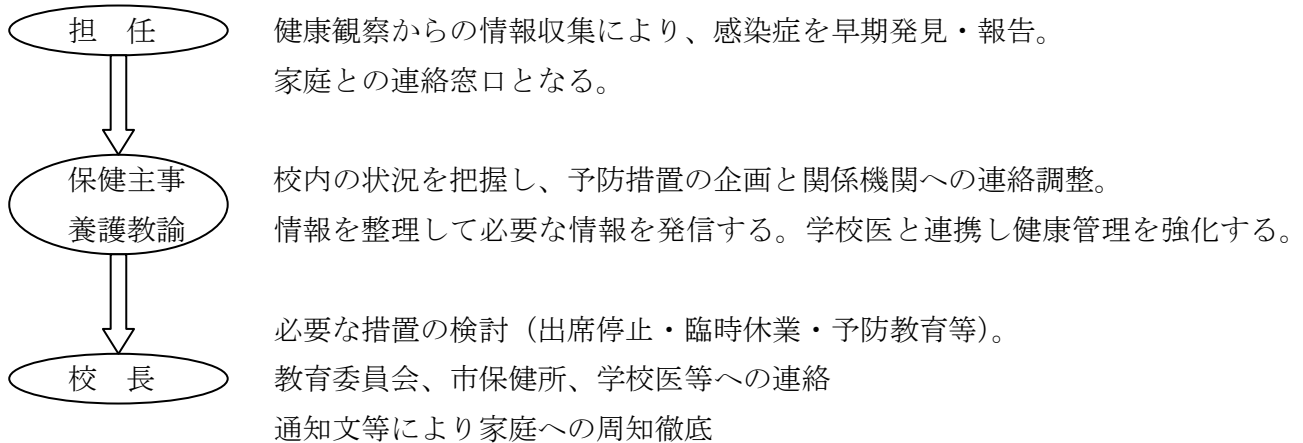 担　任
健康観察からの情報収集により、感染症を早期発見・報告。
家庭との連絡窓口となる。
保健主事
校内の状況を把握し、予防措置の企画と関係機関への連絡調整。
養護教諭
情報を整理して必要な情報を発信する。学校医と連携し健康管理を強化する。
必要な措置の検討（出席停止・臨時休業・予防教育等）。
校　長
教育委員会、市保健所、学校医等への連絡
通知文等により家庭への周知徹底